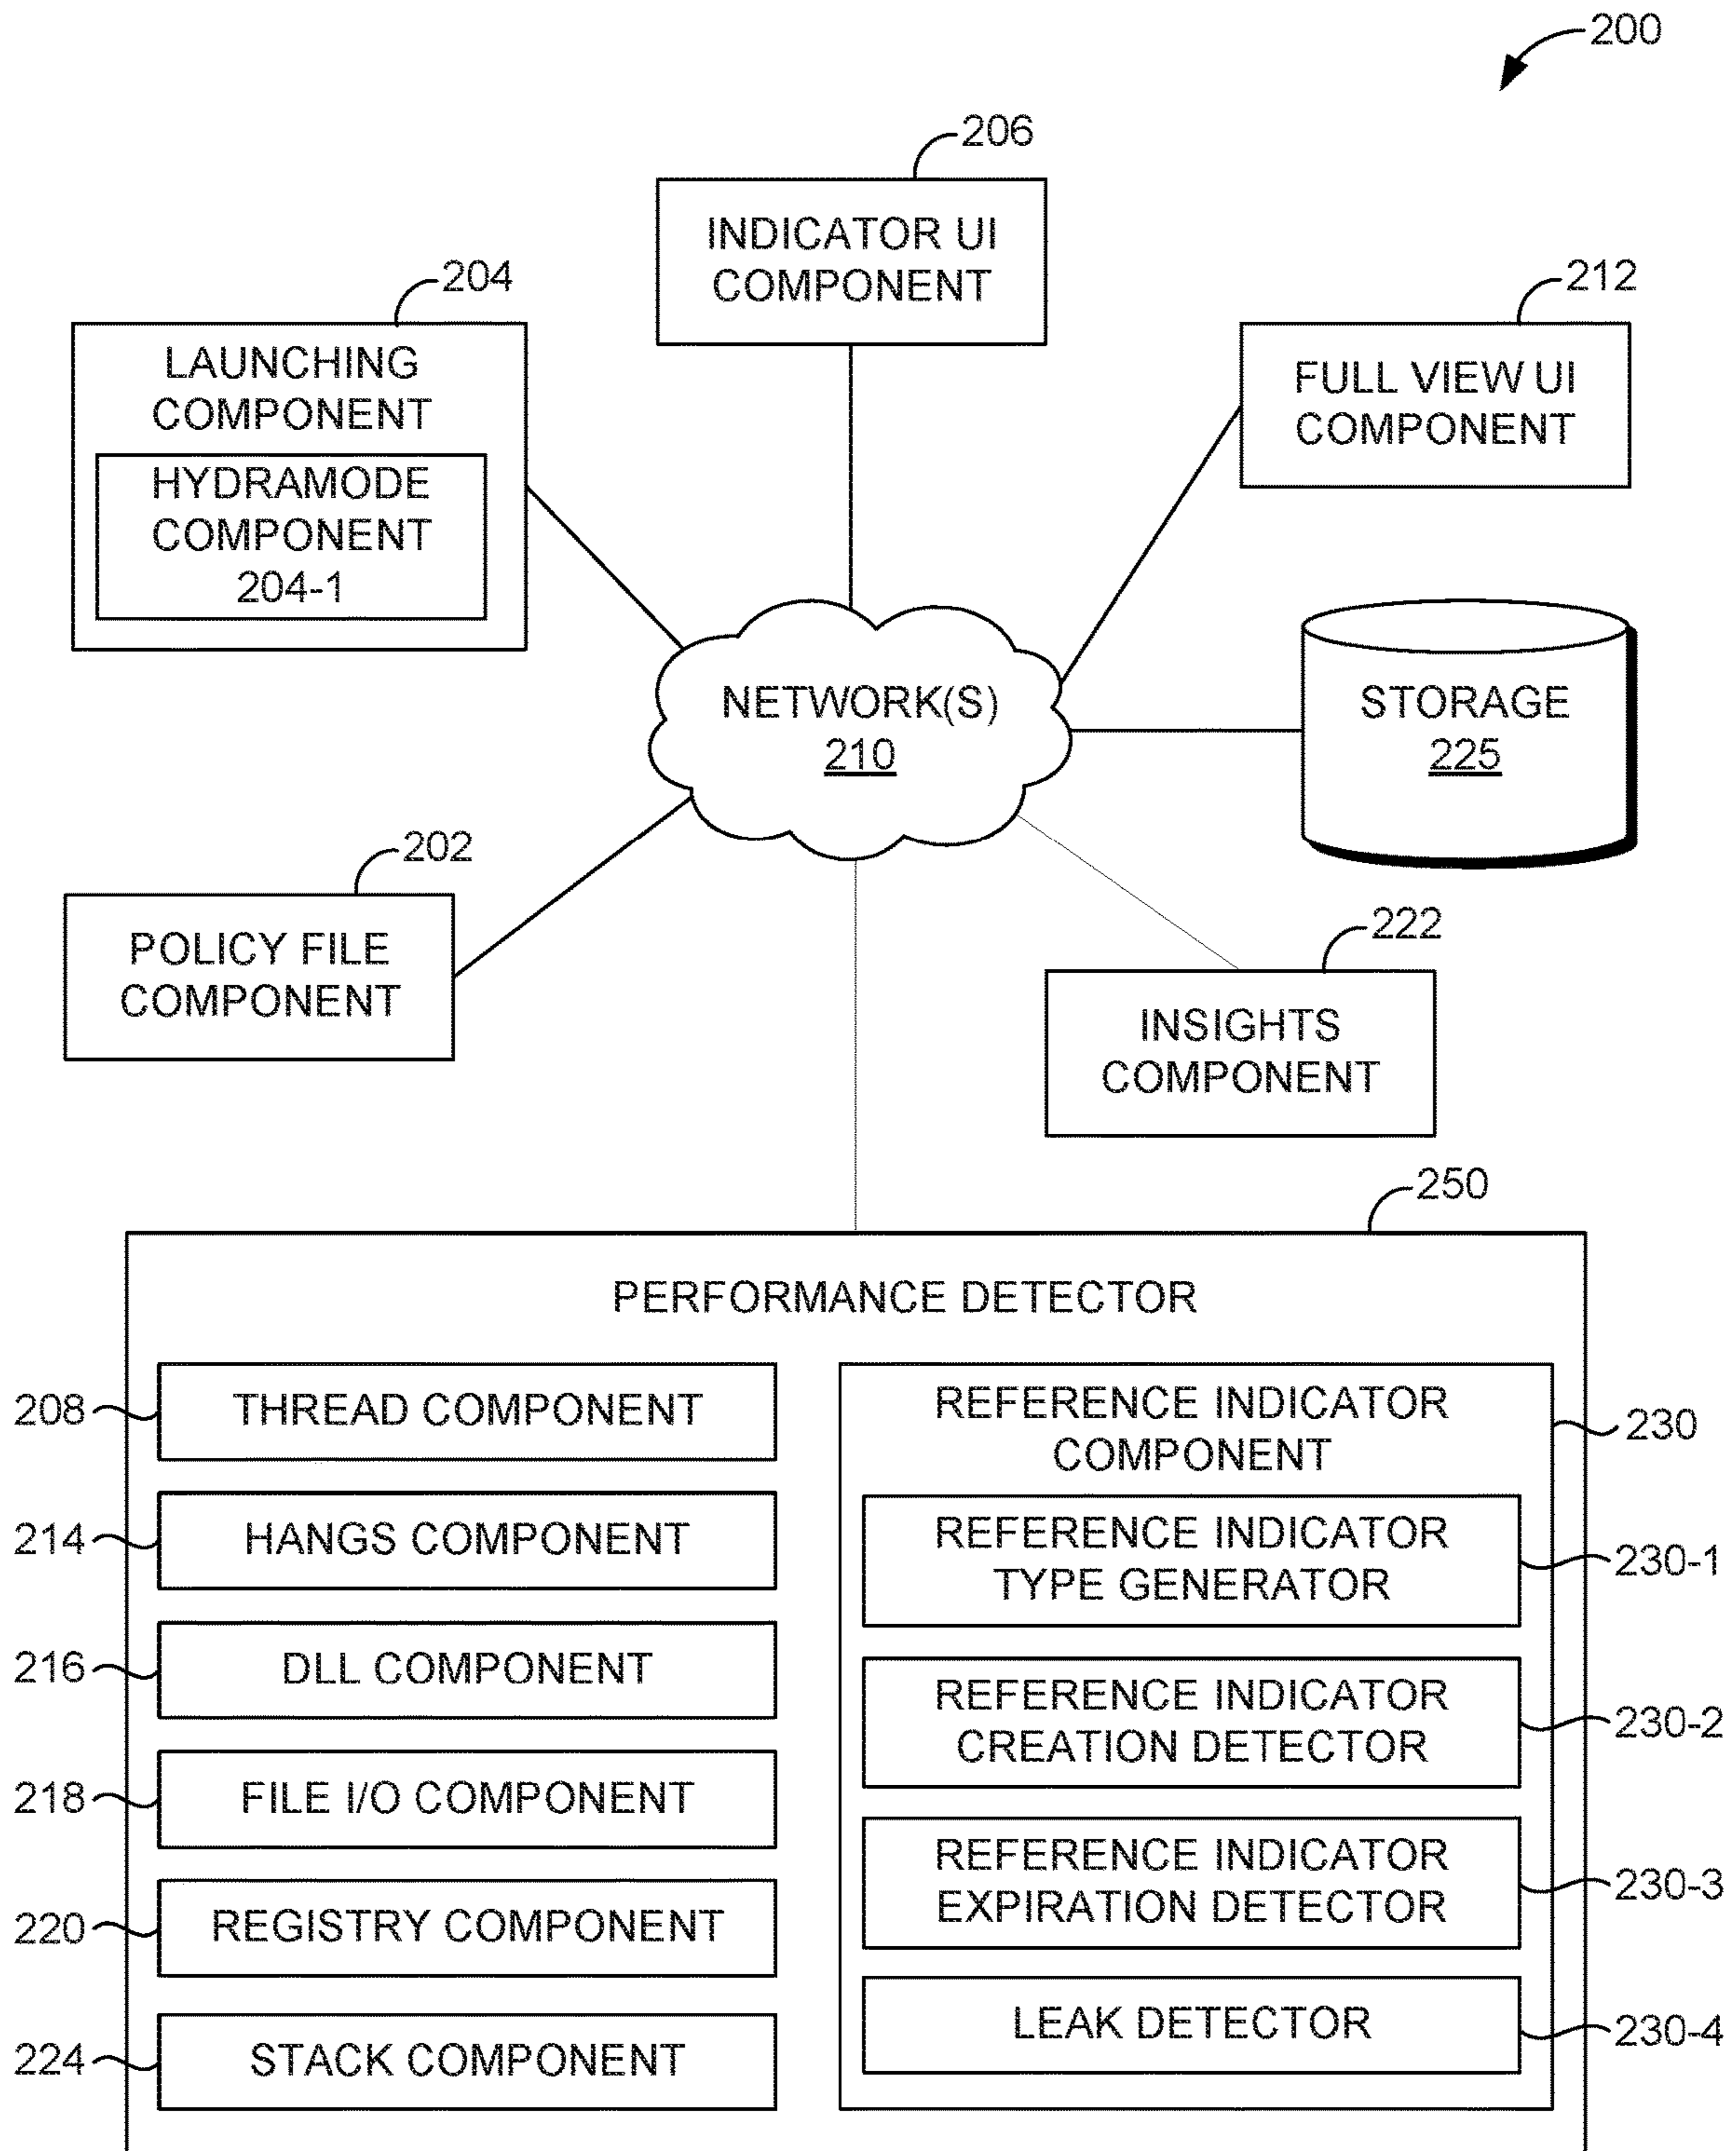 200
206
INDICATOR UI
COMPONENT
204
LAUNCHING
COMPONENT
HYDRAMODE
COMPONENT
204-1
212
FULL VIEW UI
COMPONENT
NETWORK(S)
210
STORAGE
225
202
POLICY FILE
COMPONENT
222
INSIGHTS
COMPONENT
250
PERFORMANCE DETECTOR
208
THREAD COMPONENT
214
HANGS COMPONENT
216
DLL COMPONENT
218
FILE I/O COMPONENT
220
REGISTRY COMPONENT
224
STACK COMPONENT
REFERENCE INDICATOR
COMPONENT
230
REFERENCE INDICATOR
TYPE GENERATOR
230-1
REFERENCE INDICATOR
CREATION DETECTOR
230-2
REFERENCE INDICATOR
EXPIRATION DETECTOR
230-3
LEAK DETECTOR
230-4